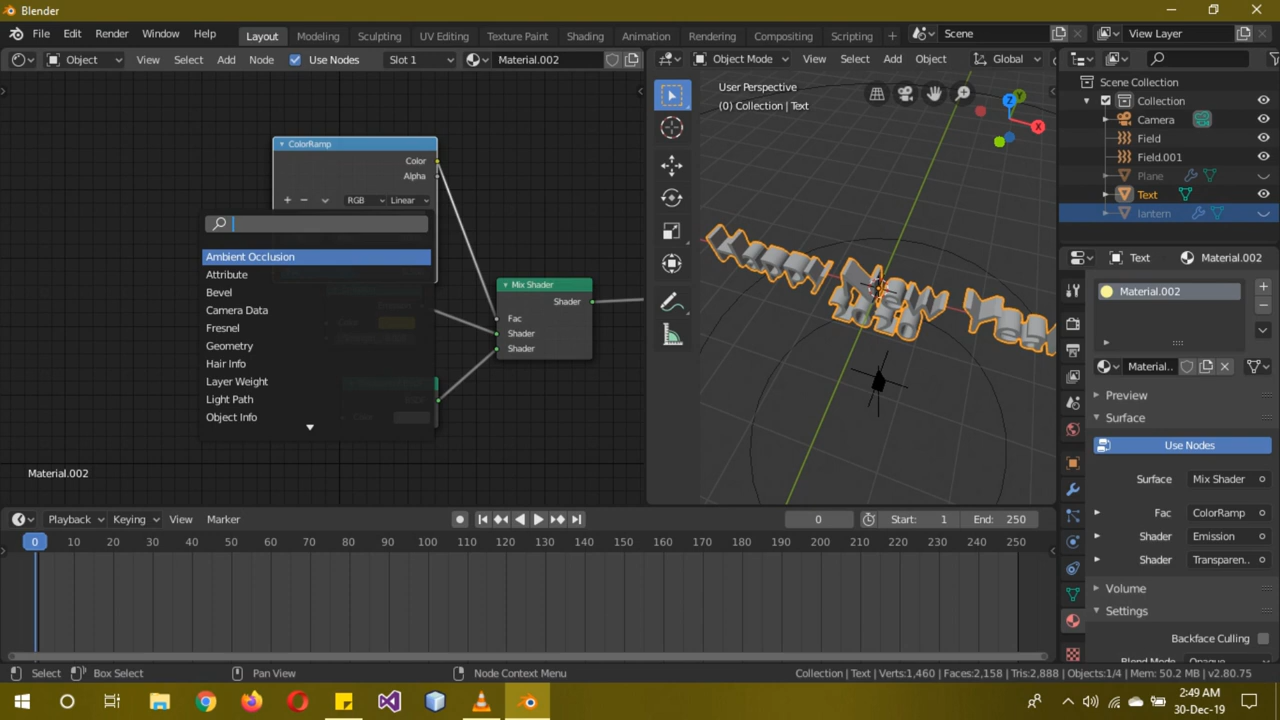 Blender
File Edit Render Window Help Layout Modeling Sculpting UV Editing Texture Paint Shading Animation Rendering Compositing Scripting + Scene View Layer
Object View Select Add Node Use Nodes Slot 1 Material.002
Object Mode View Select Add Object Global
User Perspective
(0) Collection | Text
Scene Collection
Collection
Camera
Field
Field.001
Plane
Text
lantern
ColorRamp
Color
Alpha
RGB Linear
Ambient Occlusion
Attribute
Bevel
Camera Data
Fresnel
Geometry
Hair Info
Layer Weight
Light Path
Object Info
Mix Shader
Shader
Fac
Shader
Shader
Material.002
Text Material.002
Material.002
Material..
Preview
Surface
Use Nodes
Surface Mix Shader
Fac ColorRamp
Shader Emission
Shader Transparen..
Volume
Settings
Backface Culling
Playback Keying View Marker 0 Start: 1 End: 250
0 10 20 30 40 50 60 70 80 90 100 110 120 130 140 150 160 170 180 190 200 210 220 230 240 250
Select Box Select Pan View Node Context Menu Collection | Text | Verts:1,460 | Faces:2,158 | Tris:2,888 | Objects:1/4 | Mem: 50.2 MB | v2.80.75
2:49 AM
30-Dec-19